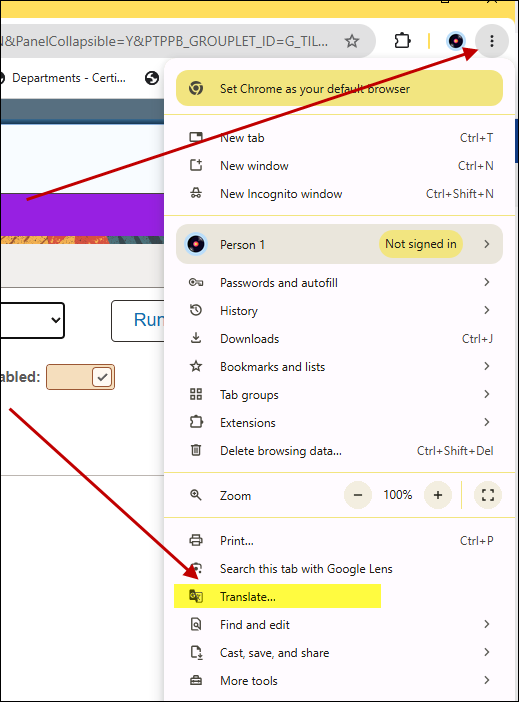 N&PanelCollapsible=Y&PTPPB_GROUPLET_ID=G_TIL...
Departments - Certi...
Set Chrome as your default browser
New tab Ctrl+T
New window Ctrl+N
New Incognito window Ctrl+Shift+N
Person 1 Not signed in
Passwords and autofill
Run
History
Downloads Ctrl+J
Bookmarks and lists
abled:
Tab groups
Extensions
Delete browsing data... Ctrl+Shift+Del
Zoom − 100% +
Print... Ctrl+P
Search this tab with Google Lens
Translate...
Find and edit
Cast, save, and share
More tools